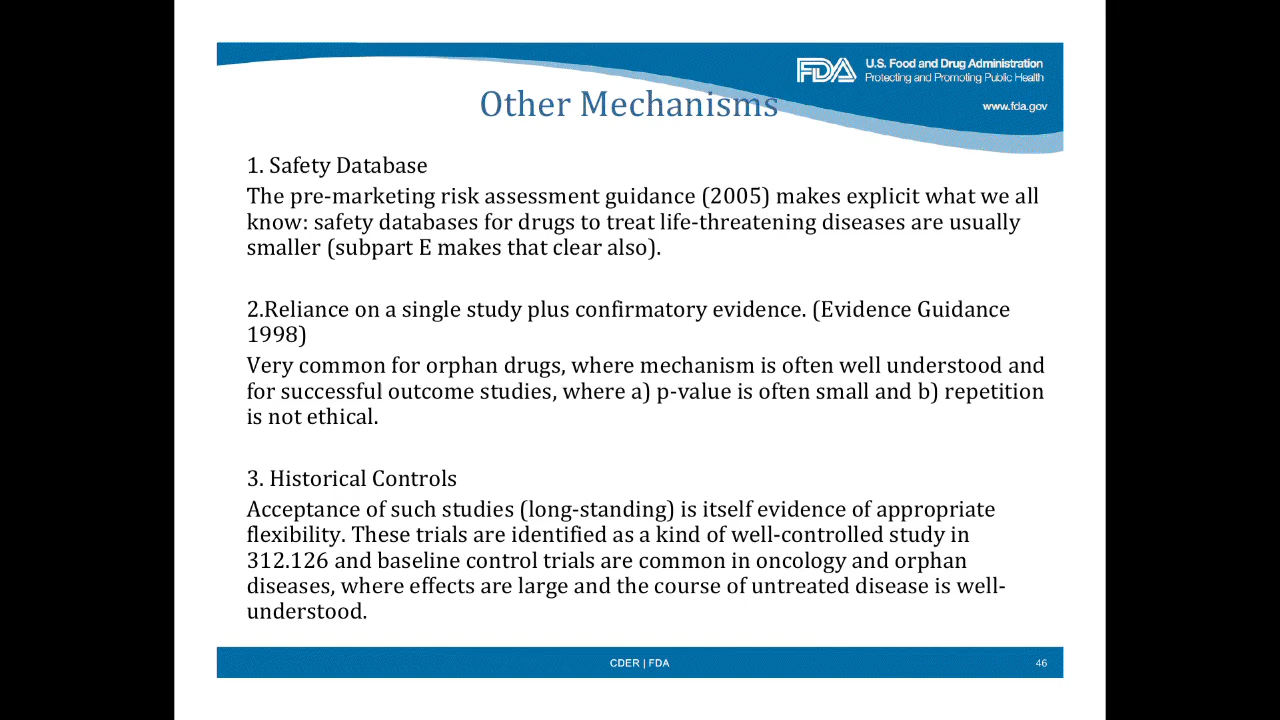 FDA
U.S. Food and Drug Administration
Protecting and Promoting Public Health
www.fda.gov
Other Mechanisms
1. Safety Database
The pre-marketing risk assessment guidance (2005) makes explicit what we all
know: safety databases for drugs to treat life-threatening diseases are usually
smaller (subpart E makes that clear also).
2.Reliance on a single study plus confirmatory evidence. (Evidence Guidance
1998)
Very common for orphan drugs, where mechanism is often well understood and
for successful outcome studies, where a) p-value is often small and b) repetition
is not ethical.
3. Historical Controls
Acceptance of such studies (long-standing) is itself evidence of appropriate
flexibility. These trials are identified as a kind of well-controlled study in
312.126 and baseline control trials are common in oncology and orphan
diseases, where effects are large and the course of untreated disease is well-
understood.
CDER | FDA
46